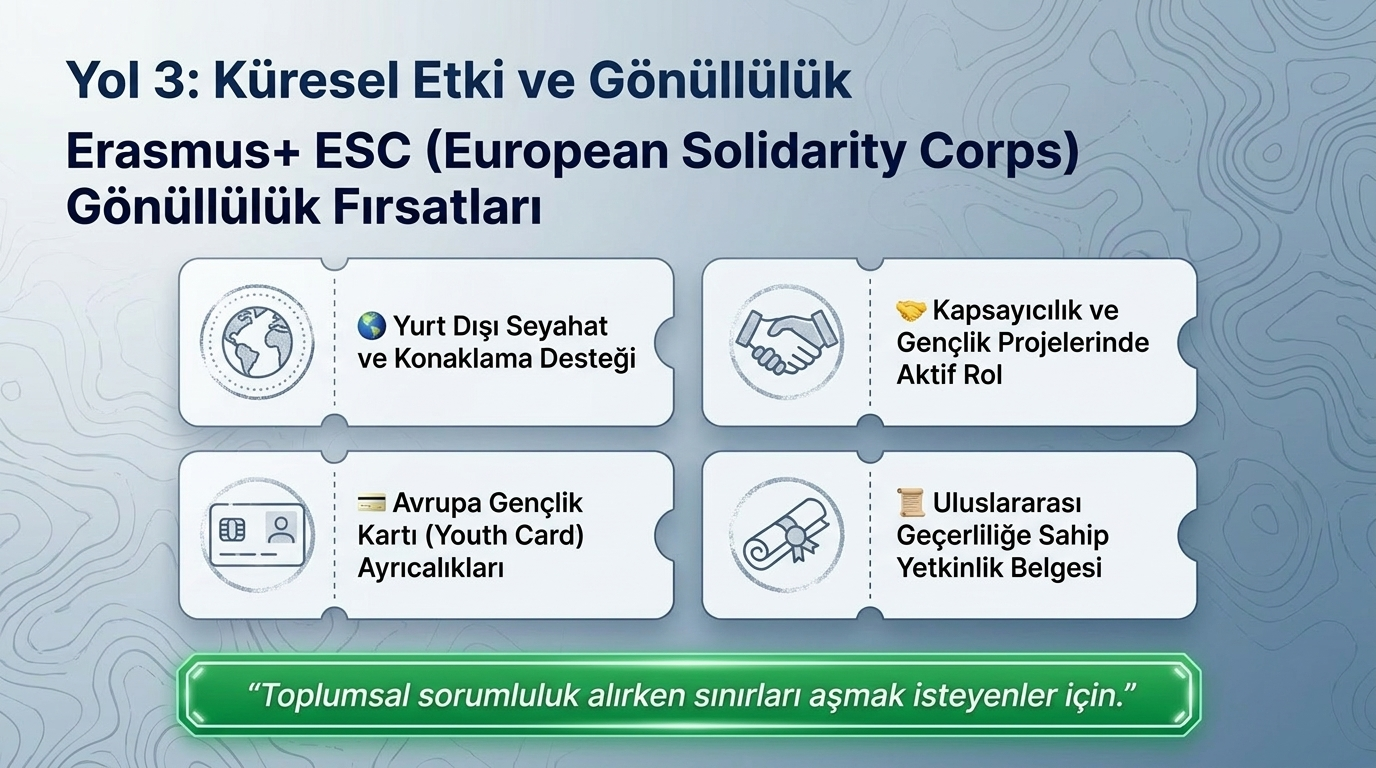 Yol 3: Küresel Etki ve Gönüllülük
Erasmus+ ESC (European Solidarity Corps)
Gönüllülük Fırsatları
🌎 Yurt Dışı Seyahat
ve Konaklama Desteği
🤝 Kapsayıcılık ve
Gençlik Projelerinde
Aktif Rol
💳 Avrupa Gençlik
Kartı (Youth Card)
Ayrıcalıkları
📜 Uluslararası
Geçerliliğe Sahip
Yetkinlik Belgesi
“Toplumsal sorumluluk alırken sınırları aşmak isteyenler için.”